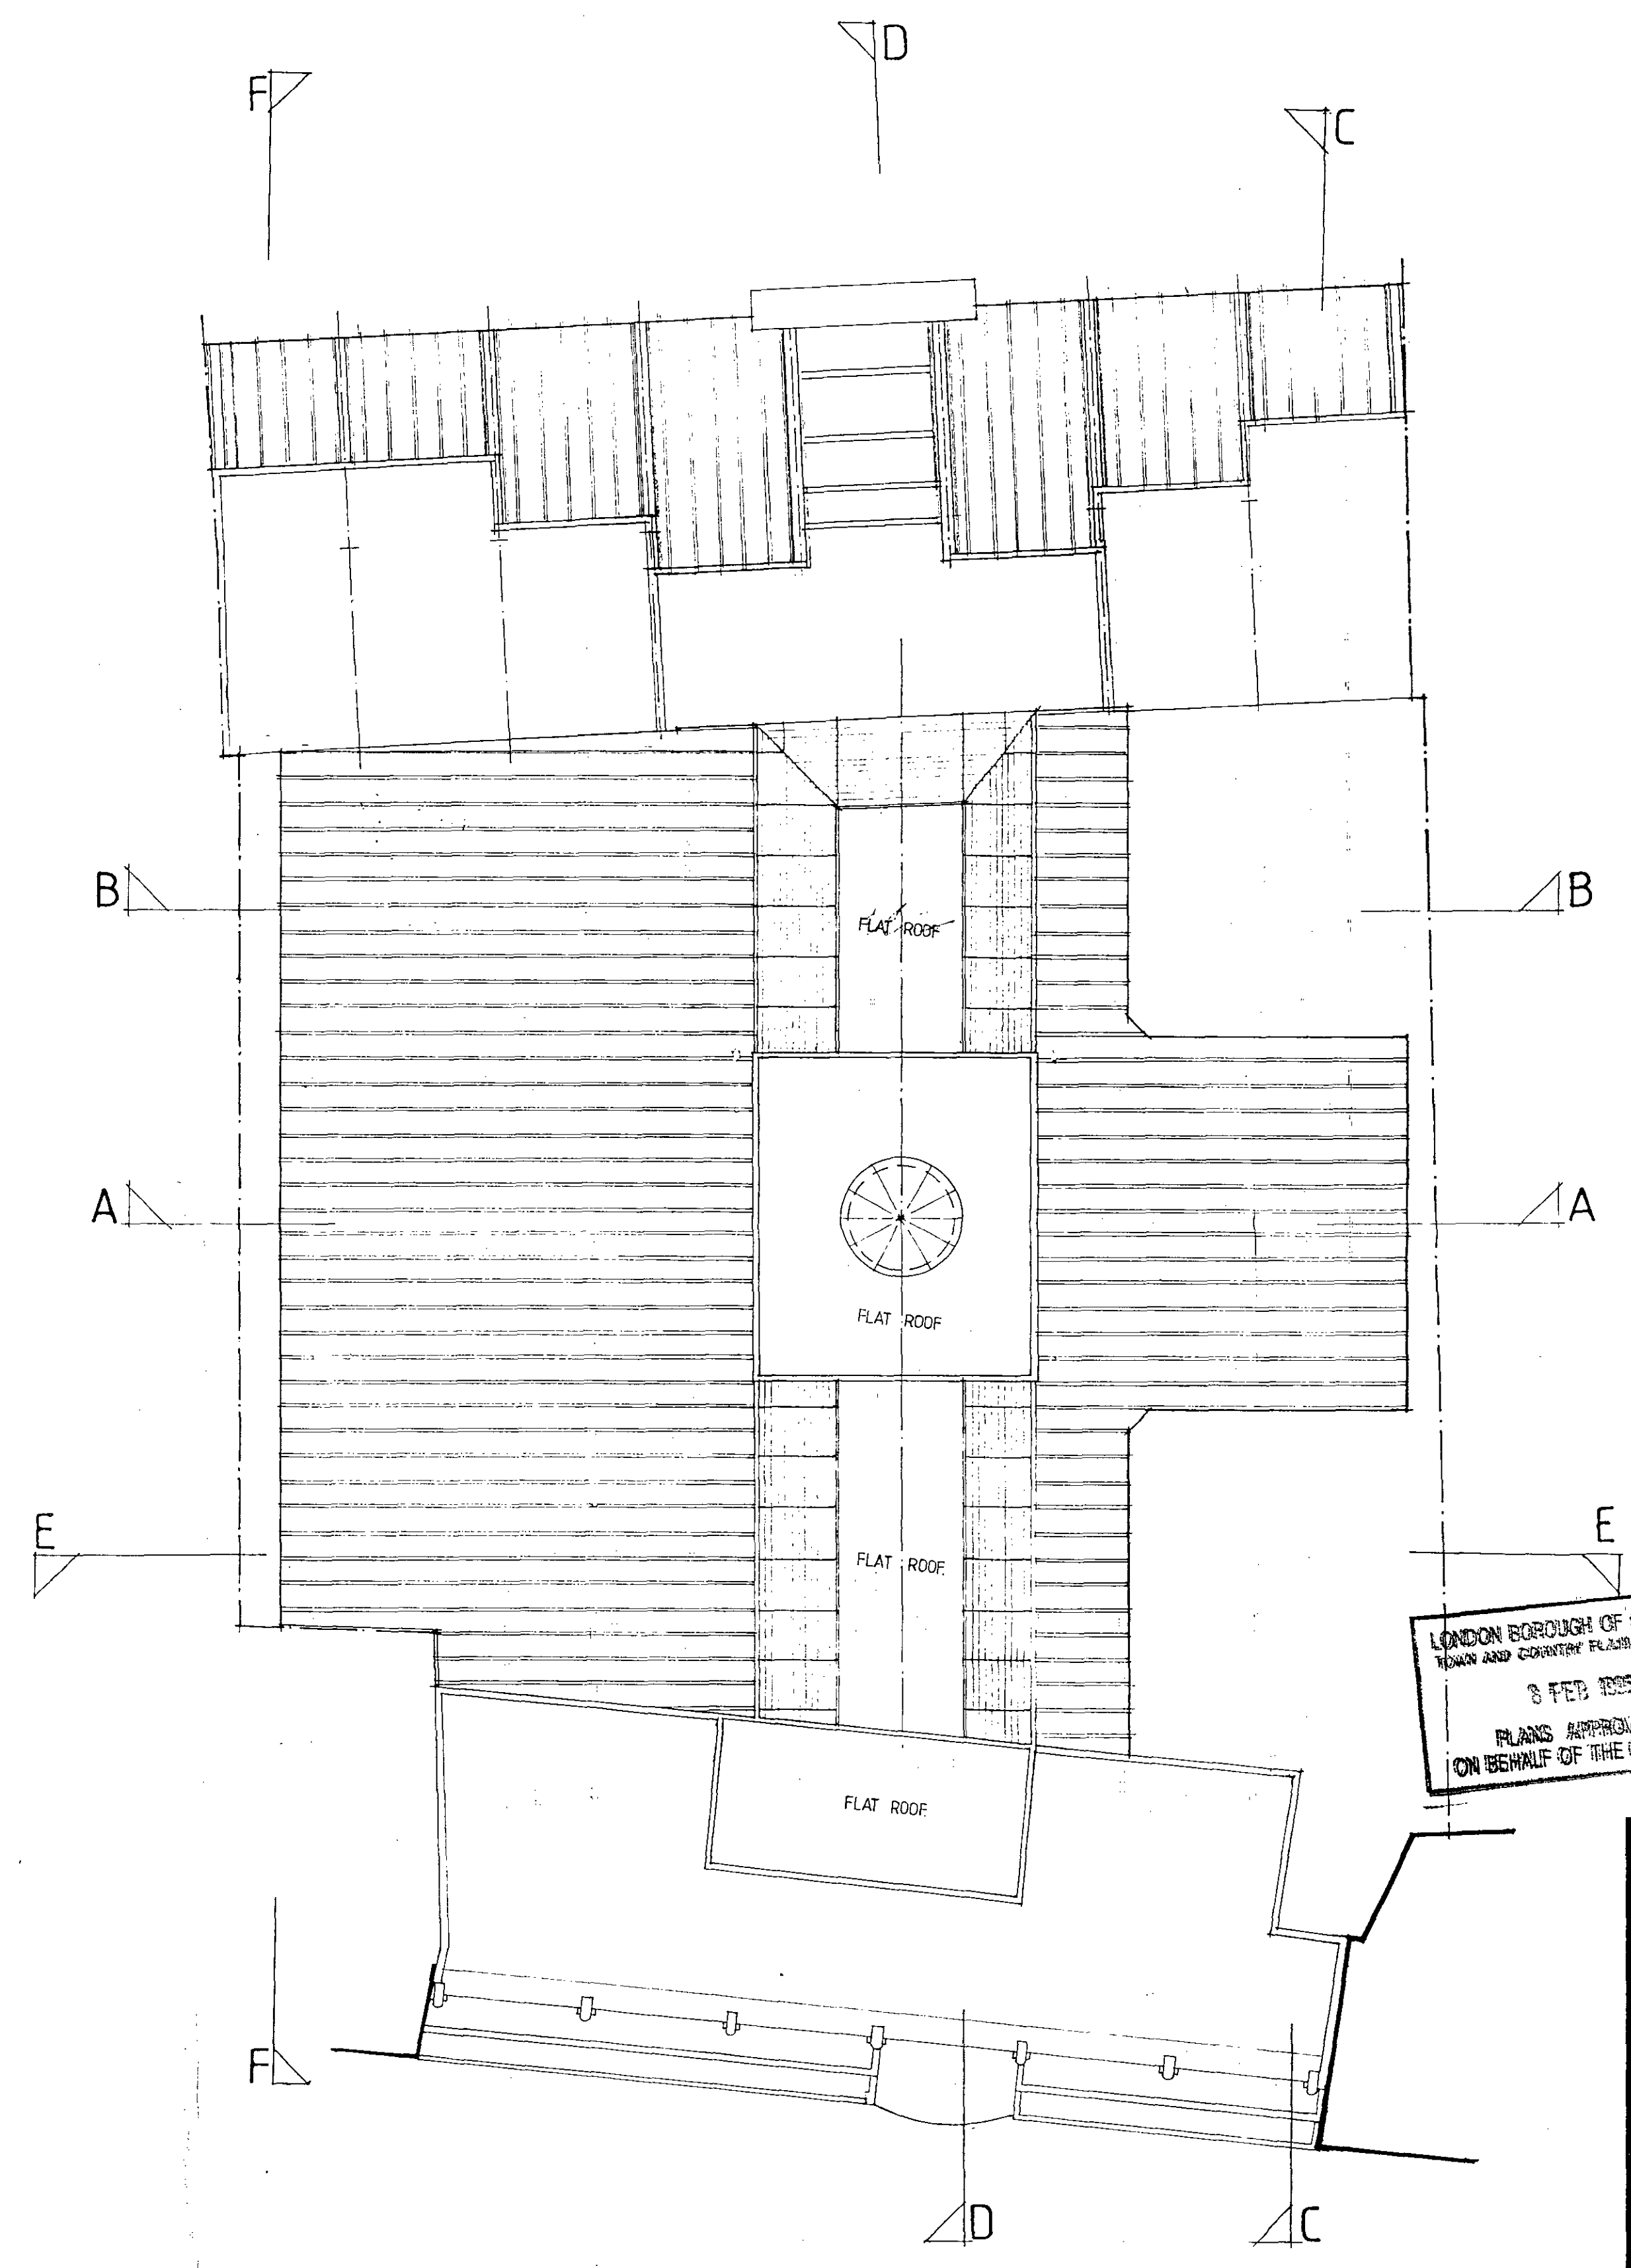 D
F
C
FLAT ROOF
B
B
A
A
FLAT ROOF
E
E
FLAT ROOF.
LONDON BOROUGH OF
TOWN AND COUNTRY
8 FEB
PLANS
ON BEHALF OF THE
FLAT ROOF.
F
D
C